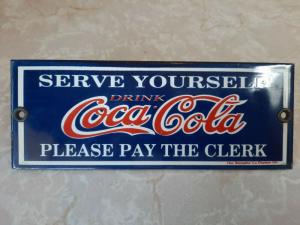 SERVE YOURSELF
DRINK
Coca-Cola
PLEASE PAY THE CLERK